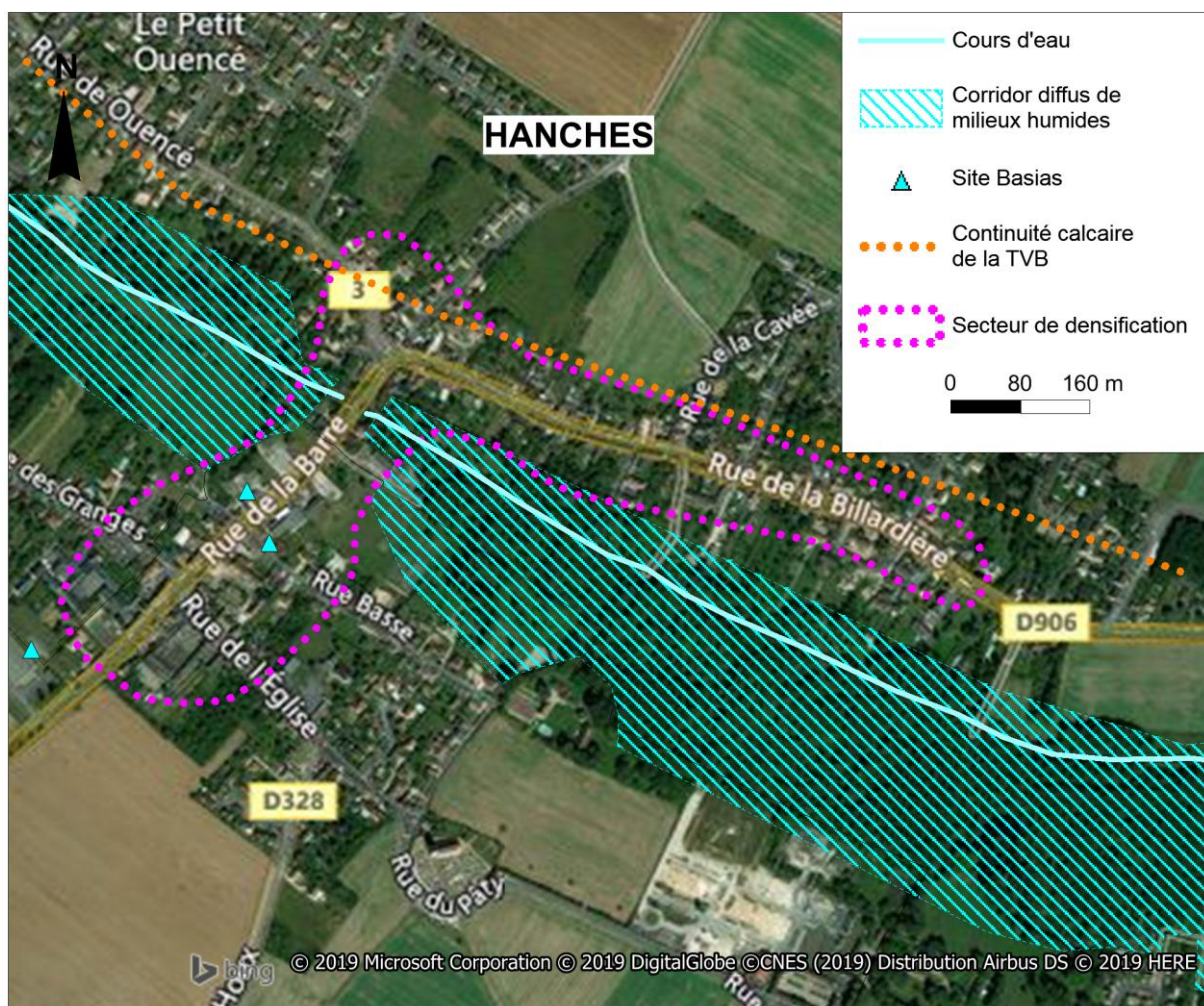 Le Petit
Ouencé
Rue de Ouencé
N
HANCHES
3
Rue de la Cavée
Rue de la Barre
Rue de la Billardière
e des Granges
Rue Basse
Rue de l'Église
D906
D328
Rue du Pâty
Rue
bing
© 2019 Microsoft Corporation © 2019 DigitalGlobe ©CNES (2019) Distribution Airbus DS © 2019 HERE
Cours d'eau
Corridor diffus de
milieux humides
Site Basias
Continuité calcaire
de la TVB
Secteur de densification
0 80 160 m